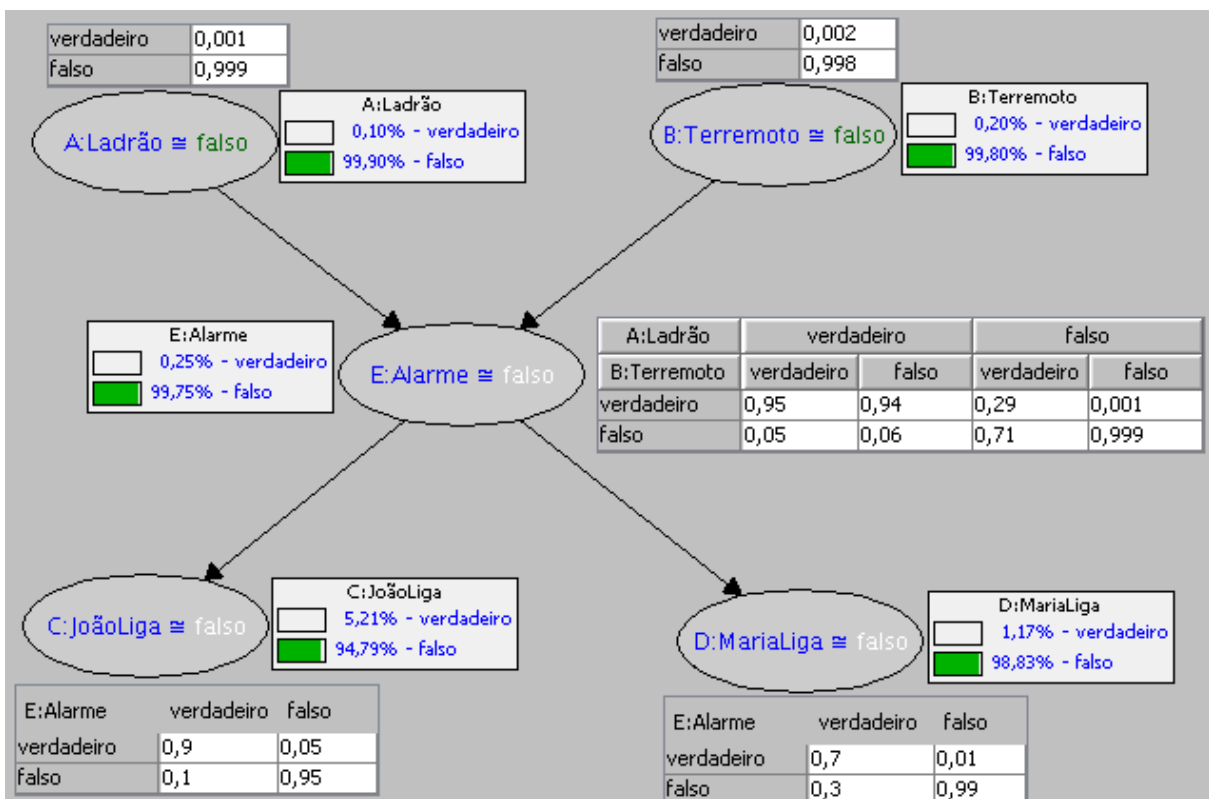 verdadeiro 0,001
falso 0,999
verdadeiro 0,002
falso 0,998
A:Ladrão ≅ falso
A:Ladrão
0,10% - verdadeiro
99,90% - falso
B:Terremoto ≅ falso
B:Terremoto
0,20% - verdadeiro
99,80% - falso
E:Alarme
0,25% - verdadeiro
99,75% - falso
E:Alarme ≅ falso
A:Ladrão verdadeiro falso
B:Terremoto verdadeiro falso verdadeiro falso
verdadeiro 0,95 0,94 0,29 0,001
falso 0,05 0,06 0,71 0,999
C:JoãoLiga ≅ falso
C:JoãoLiga
5,21% - verdadeiro
94,79% - falso
D:MariaLiga ≅ falso
D:MariaLiga
1,17% - verdadeiro
98,83% - falso
E:Alarme verdadeiro falso
verdadeiro 0,9 0,05
falso 0,1 0,95
E:Alarme verdadeiro falso
verdadeiro 0,7 0,01
falso 0,3 0,99